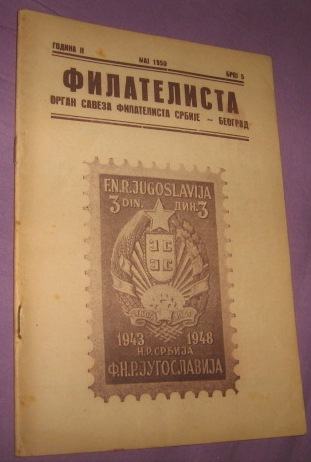 ГОДИНА II МАЈ 1950 БРОЈ 5
ФИЛАТЕЛИСТА
ОРГАН САВЕЗА ФИЛАТЕЛИСТА СРБИЈЕ – БЕОГРАД
F.N.R. JUGOSLAVIJA
3 DIN. ДИН. 3
1943 1948
Н.Р. СРБИЈА
Ф.Н.Р. ЈУГОСЛАВИЈА